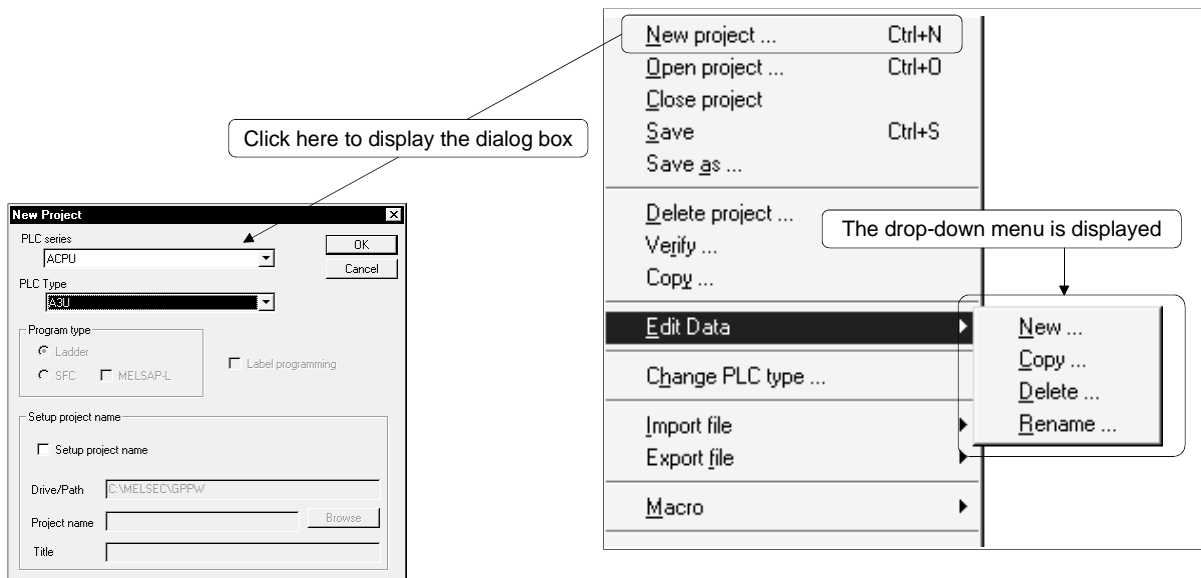 Click here to display the dialog box
New Project
PLC series
ACPU
OK
Cancel
PLC Type
A3U
Program type
Ladder
SFC
MELSAP-L
Label programming
Setup project name
Setup project name
Drive/Path
C:\MELSEC\GPPW
Project name
Browse
Title
New project ... Ctrl+N
Open project ... Ctrl+O
Close project
Save Ctrl+S
Save as ...
Delete project ...
Verify ...
Copy ...
The drop-down menu is displayed
Edit Data
New ...
Copy ...
Delete ...
Rename ...
Change PLC type ...
Import file
Export file
Macro